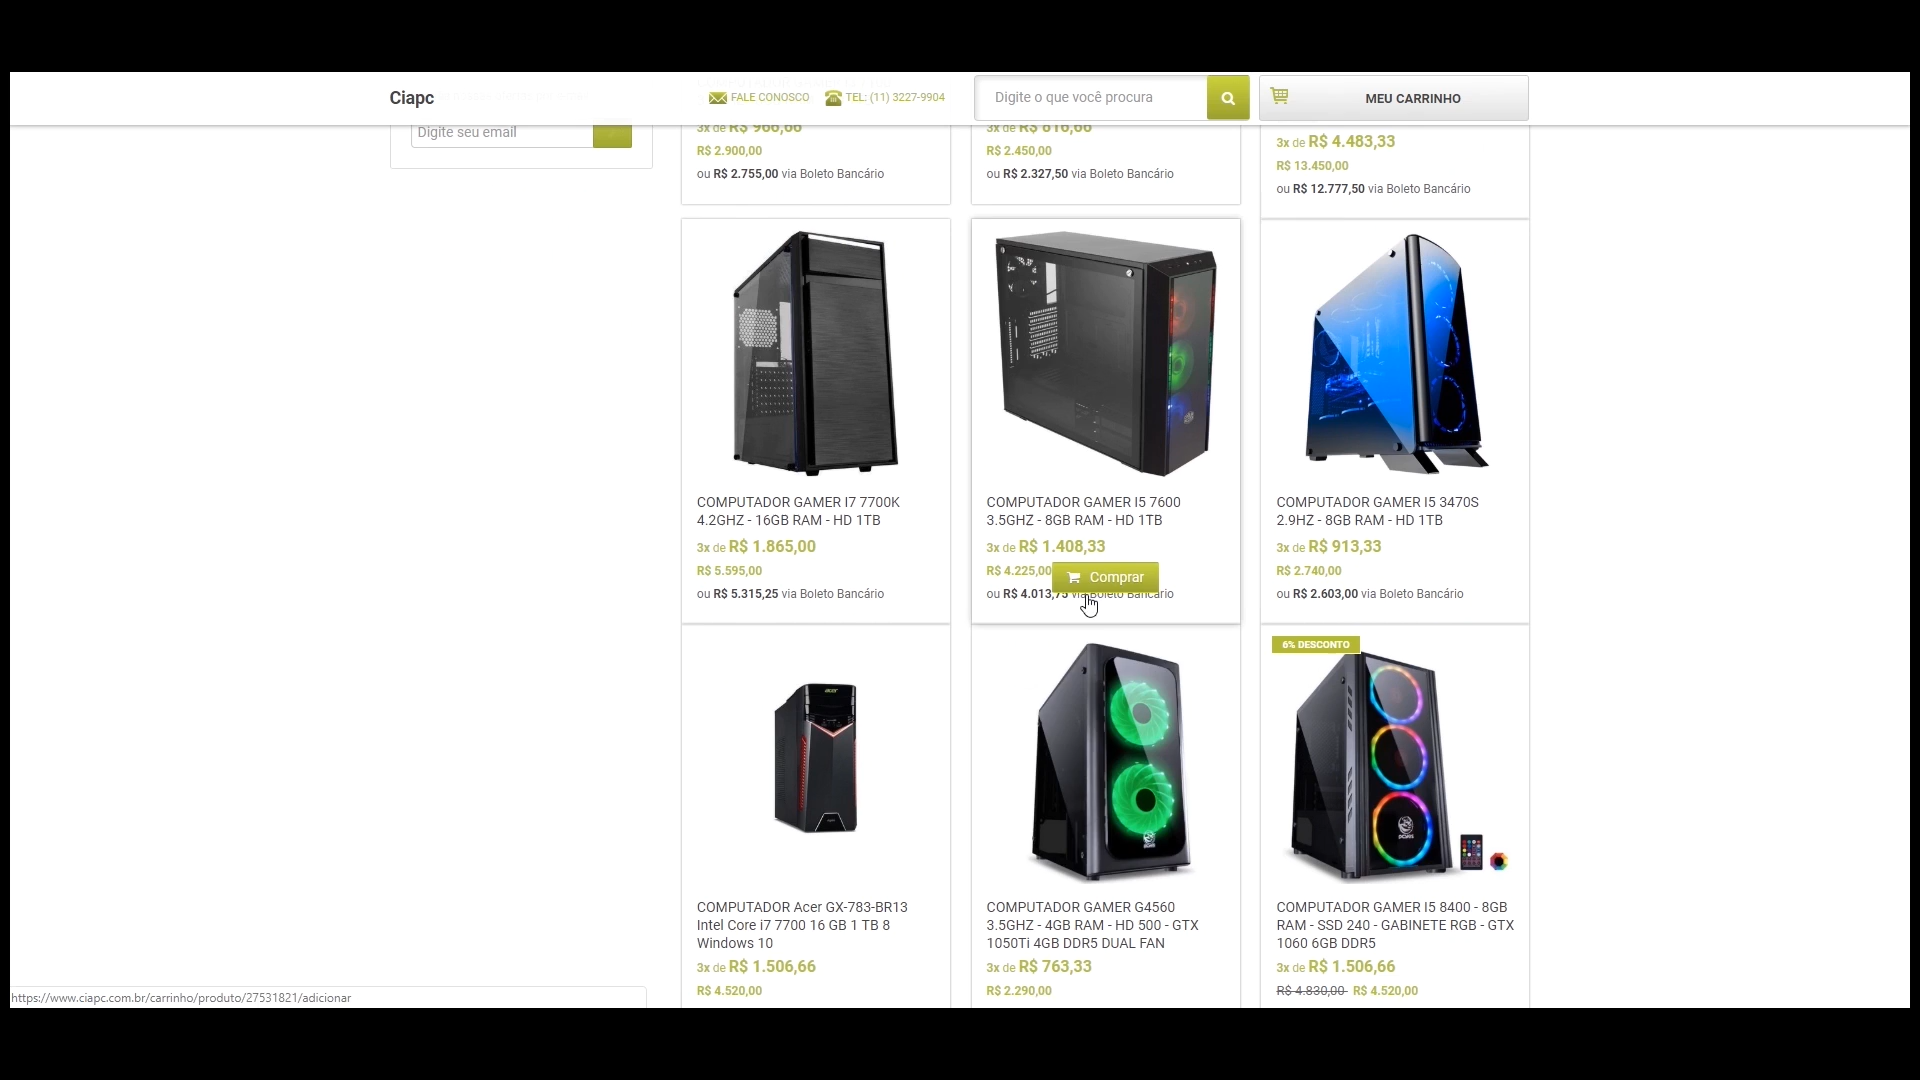 Ciapc
FALE CONOSCO
TEL: (11) 3227-9904
Digite o que você procura
MEU CARRINHO
Digite seu email
3x de R$ 966,66
R$ 2.900,00
ou R$ 2.755,00 via Boleto Bancário
3x de R$ 816,66
R$ 2.450,00
ou R$ 2.327,50 via Boleto Bancário
3x de R$ 4.483,33
R$ 13.450,00
ou R$ 12.777,50 via Boleto Bancário
COMPUTADOR GAMER I7 7700K
4.2GHZ - 16GB RAM - HD 1TB
3x de R$ 1.865,00
R$ 5.595,00
ou R$ 5.315,25 via Boleto Bancário
COMPUTADOR GAMER I5 7600
3.5GHZ - 8GB RAM - HD 1TB
3x de R$ 1.408,33
R$ 4.225,00
Comprar
ou R$ 4.013,75 via Boleto Bancário
COMPUTADOR GAMER I5 3470S
2.9HZ - 8GB RAM - HD 1TB
3x de R$ 913,33
R$ 2.740,00
ou R$ 2.603,00 via Boleto Bancário
acer
COMPUTADOR Acer GX-783-BR13
Intel Core i7 7700 16 GB 1 TB 8
Windows 10
3x de R$ 1.506,66
R$ 4.520,00
COMPUTADOR GAMER G4560
3.5GHZ - 4GB RAM - HD 500 - GTX
1050Ti 4GB DDR5 DUAL FAN
3x de R$ 763,33
R$ 2.290,00
6% DESCONTO
COMPUTADOR GAMER I5 8400 - 8GB
RAM - SSD 240 - GABINETE RGB - GTX
1060 6GB DDR5
3x de R$ 1.506,66
R$ 4.830,00 R$ 4.520,00
https://www.ciapc.com.br/carrinho/produto/27531821/adicionar